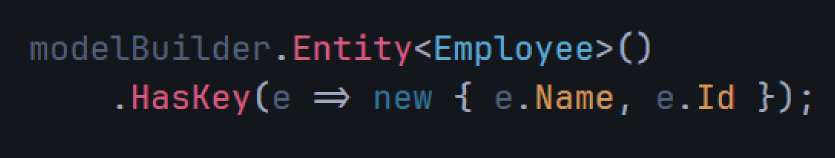 modelBuilder.Entity<Employee>()
.HasKey(e => new { e.Name, e.Id });